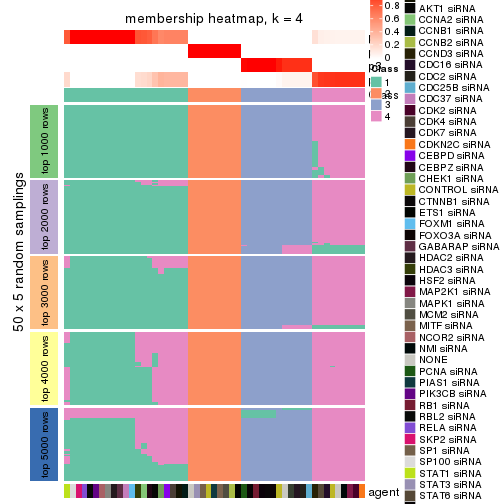 membership heatmap, k = 4
50 x 5 random samplings
top 1000 rows
top 2000 rows
top 3000 rows
top 4000 rows
top 5000 rows
0.8
0.6
0.4
0.2
0
Class
1
2
3
4
agent
AKT1 siRNA
CCNA2 siRNA
CCNB1 siRNA
CCNB2 siRNA
CCND3 siRNA
CDC16 siRNA
CDC2 siRNA
CDC25B siRNA
CDC37 siRNA
CDK2 siRNA
CDK4 siRNA
CDK7 siRNA
CDKN2C siRNA
CEBPD siRNA
CEBPZ siRNA
CHEK1 siRNA
CONTROL siRNA
CTNNB1 siRNA
ETS1 siRNA
FOXM1 siRNA
FOXO3A siRNA
GABARAP siRNA
HDAC2 siRNA
HDAC3 siRNA
HSF2 siRNA
MAP2K1 siRNA
MAPK1 siRNA
MCM2 siRNA
MITF siRNA
NCOR2 siRNA
NMI siRNA
NONE
PCNA siRNA
PIAS1 siRNA
PIK3CB siRNA
RB1 siRNA
RBL2 siRNA
RELA siRNA
SKP2 siRNA
SP1 siRNA
SP100 siRNA
STAT1 siRNA
STAT3 siRNA
STAT6 siRNA